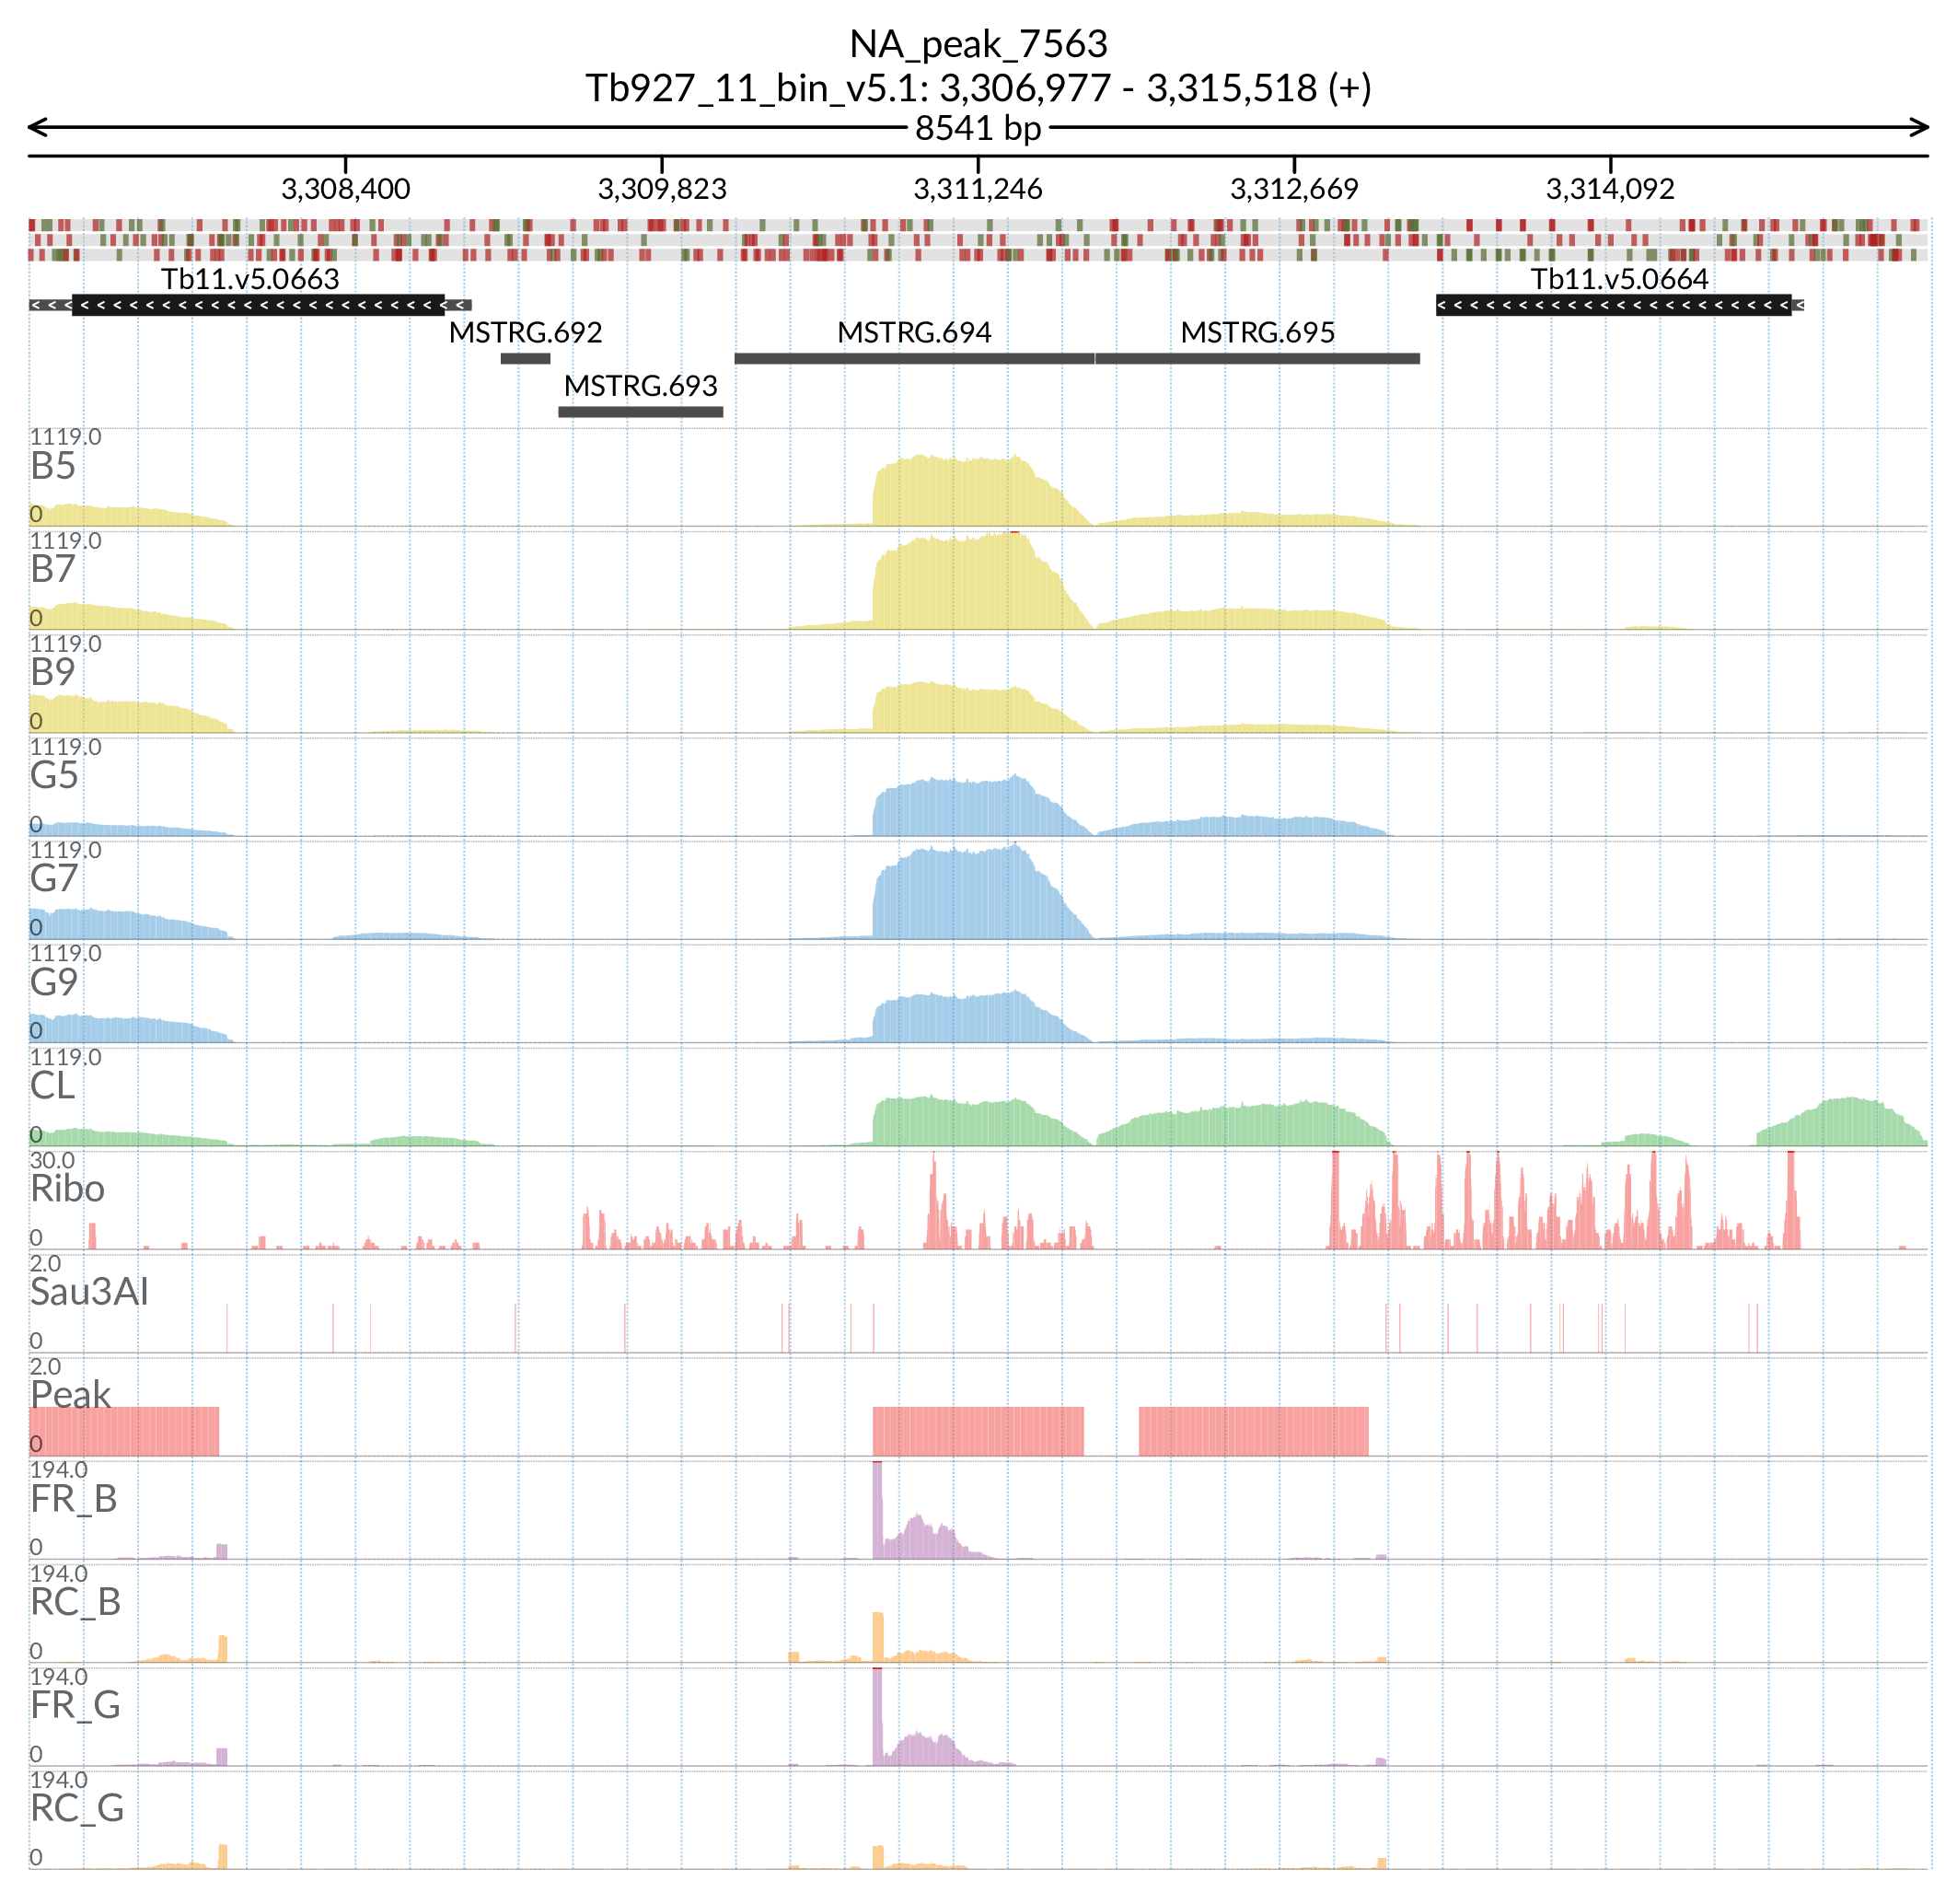 NA_peak_7563
Tb927_11_bin_v5.1: 3,306,977 - 3,315,518 (+)
8541 bp
3,308,400 3,309,823 3,311,246 3,312,669 3,314,092
Tb11.v5.0663 Tb11.v5.0664
MSTRG.692 MSTRG.694 MSTRG.695
MSTRG.693
1119.0
B5
0
1119.0
B7
0
1119.0
B9
0
1119.0
G5
0
1119.0
G7
0
1119.0
G9
0
1119.0
CL
0
30.0
Ribo
0
2.0
Sau3AI
0
2.0
Peak
0
194.0
FR_B
0
194.0
RC_B
0
194.0
FR_G
0
194.0
RC_G
0